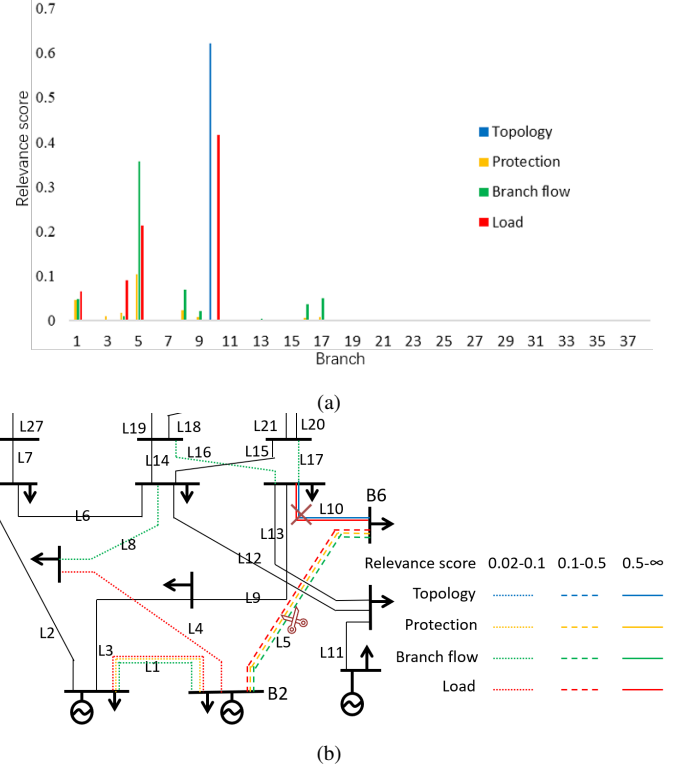 0.7
0.6
0.5
0.4
0.3
0.2
0.1
0
Relevance score
Topology
Protection
Branch flow
Load
1 3 5 7 9 11 13 15 17 19 21 23 25 27 29 31 33 35 37
Branch
(a)
L27 L19 L18 L21 L20
L7 L14 L16 L15 L17
B6
L6 L10
L13
L8 L12
Relevance score 0.02-0.1 0.1-0.5 0.5-∞
Topology
L9
Protection
L2 L4 L5
L3 L11
Branch flow
L1
Load
B2
(b)